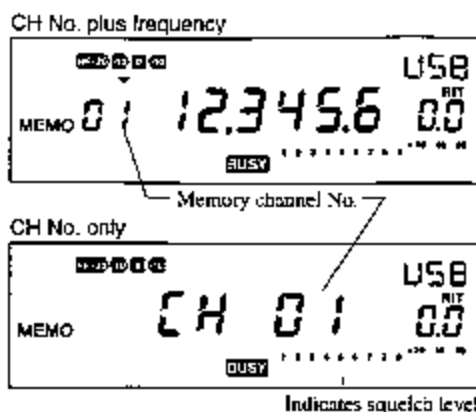 CH No. plus frequency
USB
RIT
MEMO 01 12.345.6 0.0
BUSY
Memory channel No.
CH No. only
USB
RIT
MEMO CH 01 0.0
BUSY
Indicates squelch level